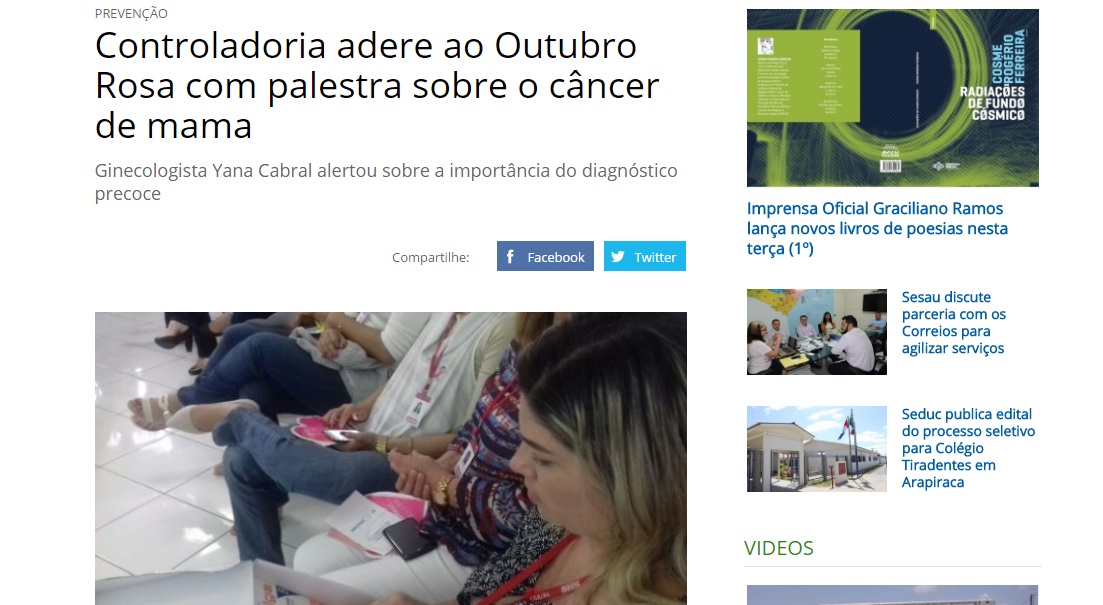 PREVENÇÃO
Controladoria adere ao Outubro
Rosa com palestra sobre o câncer
de mama
Ginecologista Yana Cabral alertou sobre a importância do diagnóstico
precoce
Compartilhe:
Facebook
Twitter
COSME
ROGERIO
FERREIRA
RADIAÇÕES
DE FUNDO
CÓSMICO
Imprensa Oficial Graciliano Ramos
lança novos livros de poesias nesta
terça (1º)
Sesau discute
parceria com os
Correios para
agilizar serviços
Seduc publica edital
do processo seletivo
para Colégio
Tiradentes em
Arapiraca
VIDEOS